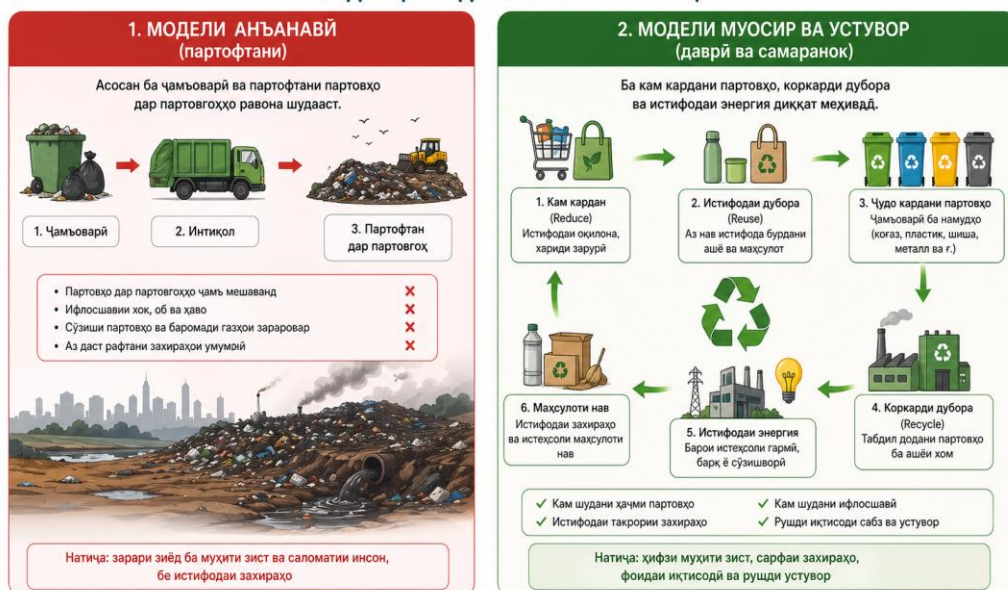 1. МОДЕЛИ АНЪАНАВӢ
(партофтани)
Асосан ба ҷамъоварӣ ва партофтани партовҳо
дар партовгоҳҳо равона шудааст.
1. Ҷамъоварӣ
2. Интиқол
3. Партофтан
дар партовгоҳ
• Партовҳо дар партовгоҳҳо ҷамъ мешаванд
• Ифлосшавии хок, об ва ҳаво
• Сӯзиши партовҳо ва баромади газҳои зараровар
• Аз даст рафтани захираҳои умумрӣ
Натиҷа: зарари зиёд ба муҳити зист ва саломатии инсон,
бе истифодаи захираҳо
2. МОДЕЛИ МУОСИР ВА УСТУВОР
(даврӣ ва самаранок)
Ба кам кардани партовҳо, коркарди дубора
ва истифодаи энергия диққат меҳивдд.
1. Кам кардан
(Reduce)
Истифодаи оқилона,
хариди зарурӣ
2. Истифодаи дубора
(Reuse)
Аз нав истифода бурдани
ашё ва маҳсулот
3. Ҷудо кардани партовҳо
Ҷамъоварӣ ба намудҳо
(коғаз, пластик, шиша,
металл ва ғ.)
4. Коркарди дубора
(Recycle)
Табдил додани партовҳо
ба ашёи хом
5. Истифодаи энергия
Барои истеҳсоли гармӣ,
барқ ё сӯзишворӣ
6. Маҳсулоти нав
Истифодаи захираҳо
ва истеҳсоли маҳсулоти
нав
✓ Кам шудани ҳаҷми партовҳо
✓ Истифодаи такрории захираҳо
✓ Кам шудани ифлосшавӣ
✓ Рушди иқтисоди сабз ва устувор
Натиҷа: ҳифзи муҳити зист, сарфаи захираҳо,
фоидаи иқтисодӣ ва рушди устувор